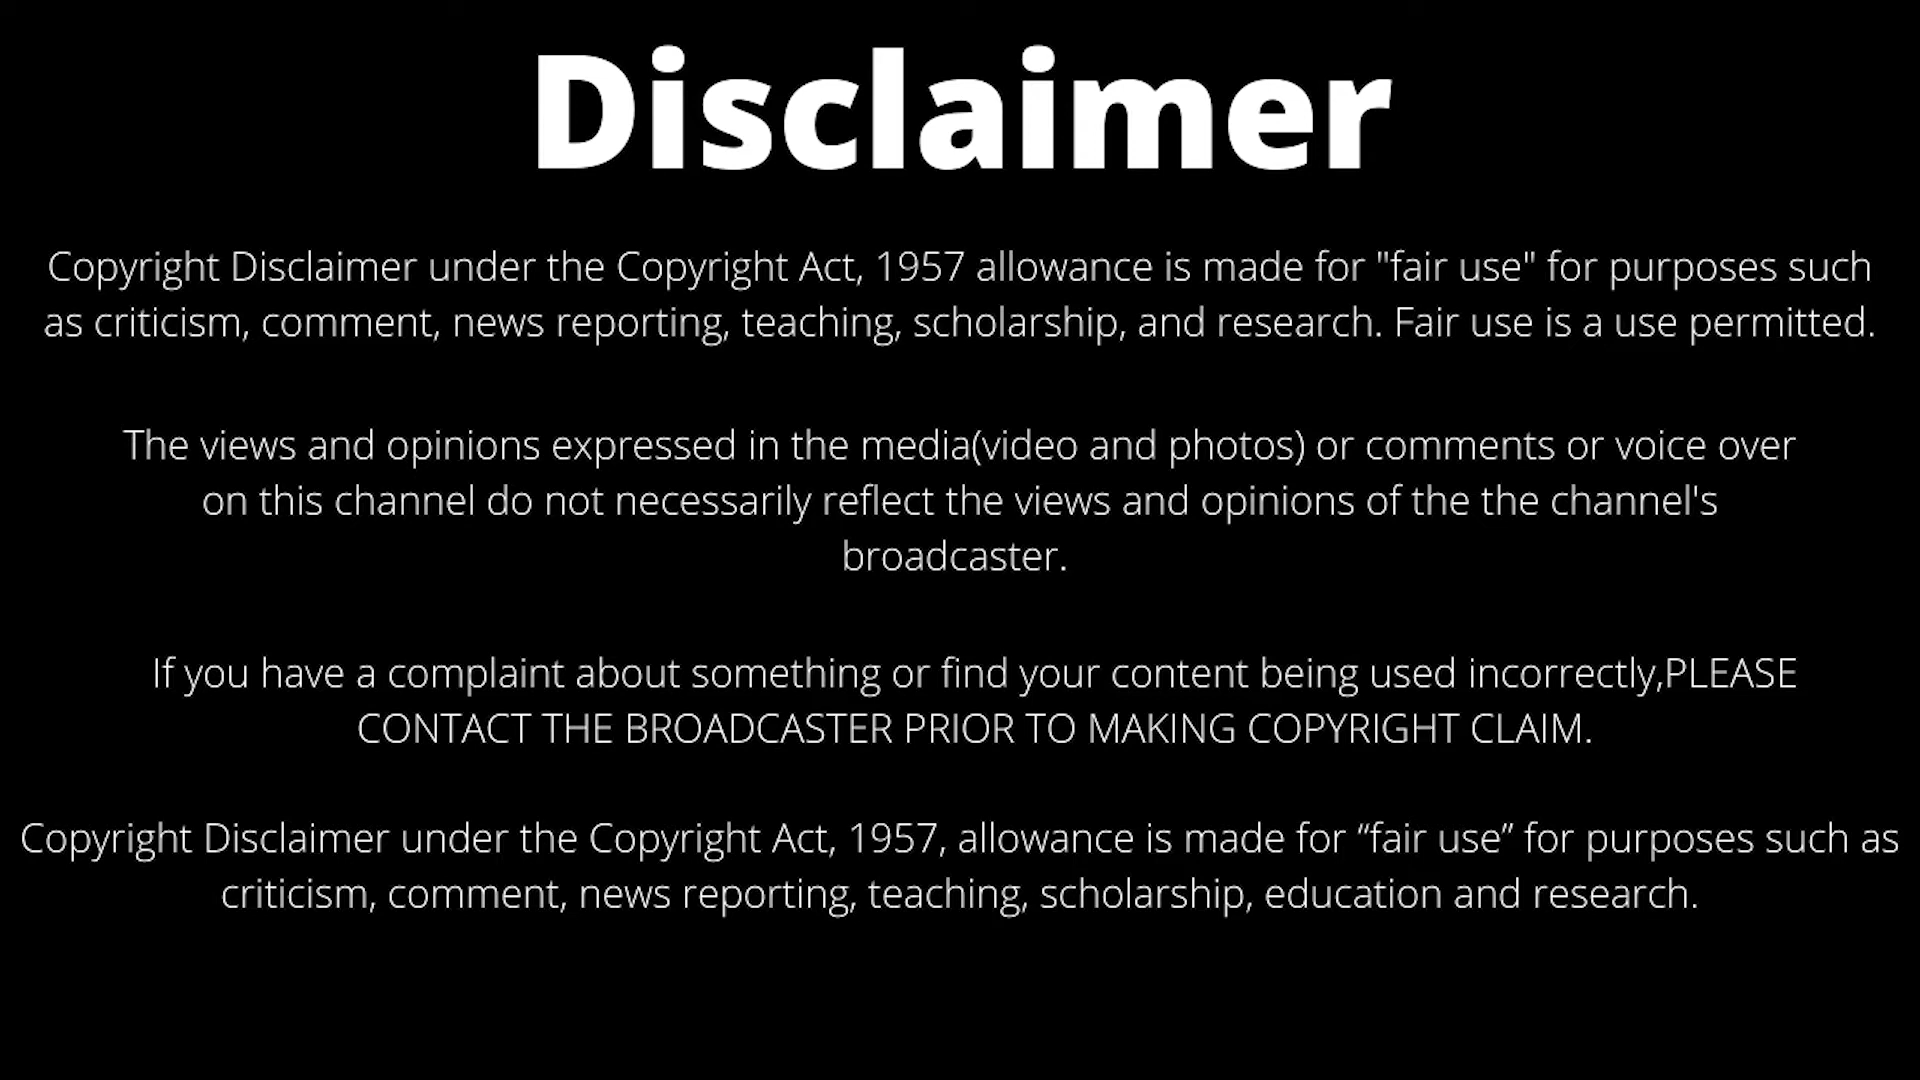 Disclaimer
Copyright Disclaimer under the Copyright Act, 1957 allowance is made for "fair use" for purposes such
as criticism, comment, news reporting, teaching, scholarship, and research. Fair use is a use permitted.
The views and opinions expressed in the media(video and photos) or comments or voice over
on this channel do not necessarily reflect the views and opinions of the the channel's
broadcaster.
If you have a complaint about something or find your content being used incorrectly,PLEASE
CONTACT THE BROADCASTER PRIOR TO MAKING COPYRIGHT CLAIM.
Copyright Disclaimer under the Copyright Act, 1957, allowance is made for “fair use” for purposes such as
criticism, comment, news reporting, teaching, scholarship, education and research.